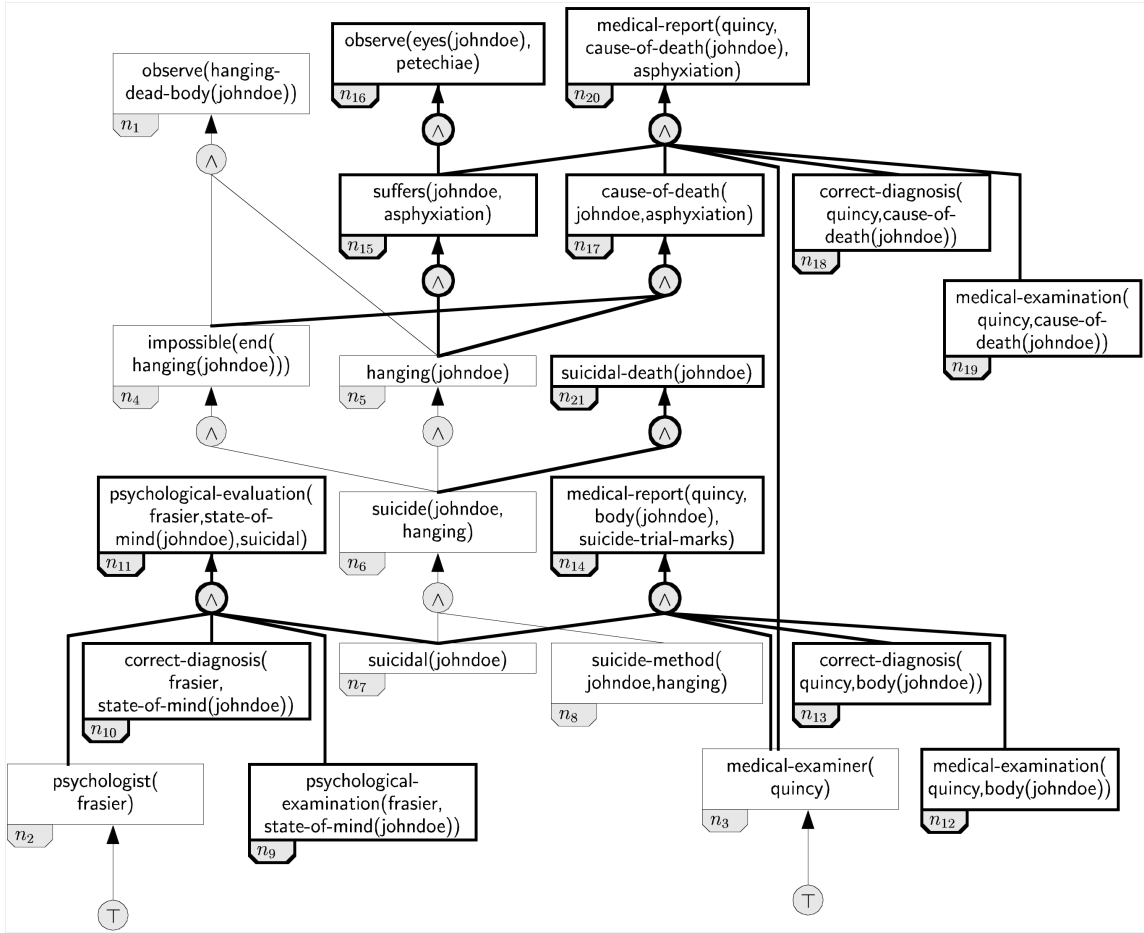 observe(hanging-
dead-body(johndoe))
n1
∧
observe(eyes(johndoe),
petechiae)
n16
∧
medical-report(quincy,
cause-of-death(johndoe),
asphyxiation)
n20
∧
suffers(johndoe,
asphyxiation)
n15
∧
cause-of-death(
johndoe,asphyxiation)
n17
∧
correct-diagnosis(
quincy,cause-of-
death(johndoe))
n18
medical-examination(
quincy,cause-of-
death(johndoe))
n19
impossible(end(
hanging(johndoe)))
n4
∧
hanging(johndoe)
n5
∧
suicidal-death(johndoe)
n21
∧
psychological-evaluation(
frasier,state-of-
mind(johndoe),suicidal)
n11
∧
suicide(johndoe,
hanging)
n6
∧
medical-report(quincy,
body(johndoe),
suicide-trial-marks)
n14
∧
correct-diagnosis(
frasier,
state-of-mind(johndoe))
n10
suicidal(johndoe)
n7
suicide-method(
johndoe,hanging)
n8
correct-diagnosis(
quincy,body(johndoe))
n13
psychologist(
frasier)
n2
⊤
psychological-
examination(frasier,
state-of-mind(johndoe))
n9
medical-examiner(
quincy)
n3
⊤
medical-examination(
quincy,body(johndoe))
n12